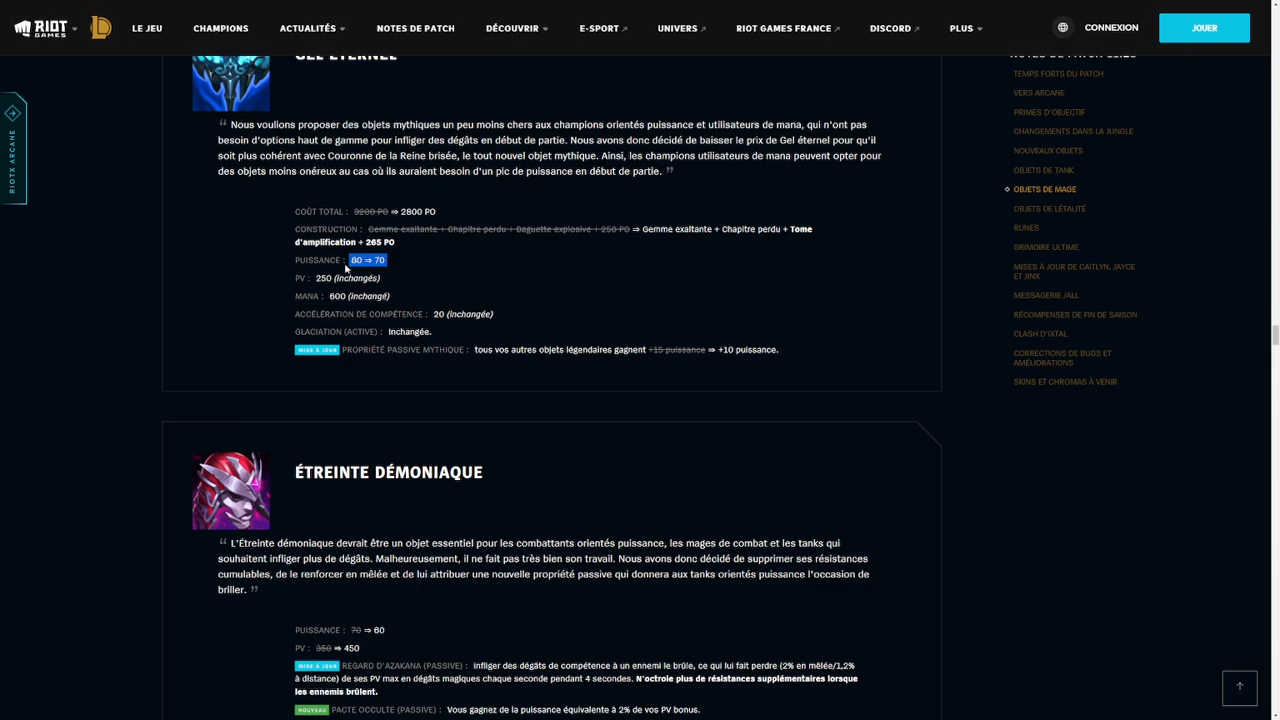 RIOT GAMES
LE JEU CHAMPIONS ACTUALITÉS NOTES DE PATCH DÉCOUVRIR E-SPORT UNIVERS RIOT GAMES FRANCE DISCORD PLUS CONNEXION JOUER
RIOTX ARCANE
GEL ÉTERNEL
“ Nous voulions proposer des objets mythiques un peu moins chers aux champions orientés puissance et utilisateurs de mana, qui n'ont pas
besoin d'options haut de gamme pour infliger des dégâts en début de partie. Nous avons donc décidé de baisser le prix de Gel éternel pour qu'il
soit plus cohérent avec Couronne de la Reine brisée, le tout nouvel objet mythique. Ainsi, les champions utilisateurs de mana peuvent opter pour
des objets moins onéreux au cas où ils auraient besoin d'un pic de puissance en début de partie. ”
COÛT TOTAL : 3200 PO ⇒ 2800 PO
CONSTRUCTION : Gemme exaltante + Chapitre perdu + Baguette explosive + 250 PO ⇒ Gemme exaltante + Chapitre perdu + Tome
d'amplification + 265 PO
PUISSANCE : 80 ⇒ 70
PV : 250 (inchangés)
MANA : 600 (inchangé)
ACCÉLÉRATION DE COMPÉTENCE : 20 (inchangée)
GLACIATION (ACTIVE) : Inchangée.
MISE À JOUR PROPRIÉTÉ PASSIVE MYTHIQUE : tous vos autres objets légendaires gagnent +15 puissance ⇒ +10 puissance.
ÉTREINTE DÉMONIAQUE
“ L'Étreinte démoniaque devrait être un objet essentiel pour les combattants orientés puissance, les mages de combat et les tanks qui
souhaitent infliger plus de dégâts. Malheureusement, il ne fait pas très bien son travail. Nous avons donc décidé de supprimer ses résistances
cumulables, de le renforcer en mêlée et de lui attribuer une nouvelle propriété passive qui donnera aux tanks orientés puissance l'occasion de
briller. ”
PUISSANCE : 70 ⇒ 60
PV : 350 ⇒ 450
MISE À JOUR REGARD D'AZAKANA (PASSIVE) : infliger des dégâts de compétence à un ennemi le brûle, ce qui lui fait perdre (2% en mêlée/1,2%
à distance) de ses PV max en dégâts magiques chaque seconde pendant 4 secondes. N'octroie plus de résistances supplémentaires lorsque
les ennemis brûlent.
NOUVEAU PACTE OCCULTE (PASSIVE) : Vous gagnez de la puissance équivalente à 2% de vos PV bonus.
NOTES DE PATCH 11.23
TEMPS FORTS DU PATCH
VERS ARCANE
PRIMES D'OBJECTIF
CHANGEMENTS DANS LA JUNGLE
NOUVEAUX OBJETS
OBJETS DE TANK
OBJETS DE MAGE
OBJETS DE LÉTALITÉ
RUNES
GRIMOIRE ULTIME
MISES À JOUR DE CAITLYN, JAYCE
ET JINX
MESSAGERIE /ALL
RÉCOMPENSES DE FIN DE SAISON
CLASH D'IXTAL
CORRECTIONS DE BUGS ET
AMÉLIORATIONS
SKINS ET CHROMAS À VENIR